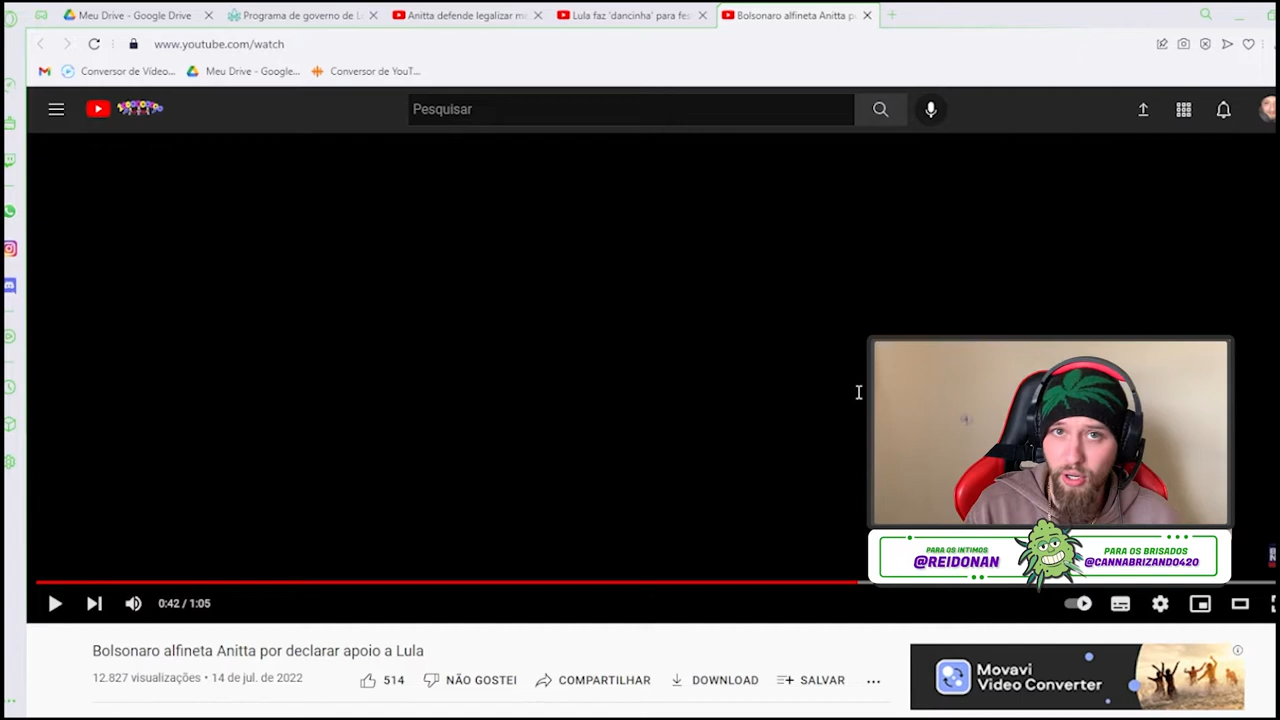 Meu Drive - Google Drive
Programa de governo de L
Anitta defende legalizar m
Lula faz 'dancinha' para fes
Bolsonaro alfineta Anitta p
www.youtube.com/watch
Conversor de Vídeo...
Meu Drive - Google...
Conversor de YouT...
Pesquisar
PARA OS INTIMOS
@REIDONAN
PARA OS BRISADOS
@CANNABRIZANDO420
0:42 / 1:05
Bolsonaro alfineta Anitta por declarar apoio a Lula
12.827 visualizações • 14 de jul. de 2022
514
NÃO GOSTEI
COMPARTILHAR
DOWNLOAD
SALVAR
Movavi
Video Converter